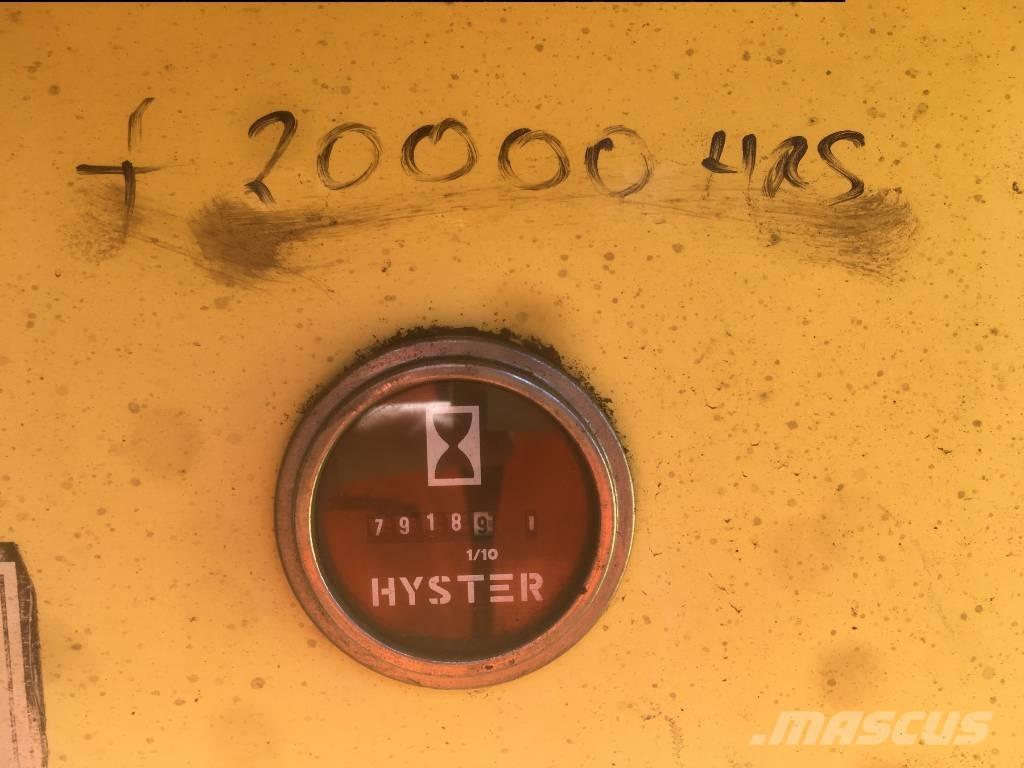 + 20000 HRS
7918 9 1
1/10
HYSTER
.MASCUS